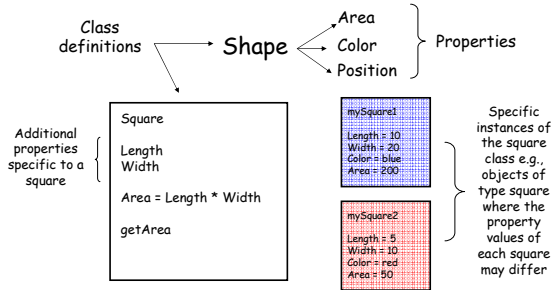 Class
definitions
Shape
Area
Color
Position
Properties
Additional
properties
specific to a
square
Square
Length
Width
Area = Length * Width
getArea
mySquare1
Length = 10
Width = 20
Color = blue
Area = 200
mySquare2
Length = 5
Width = 10
Color = red
Area = 50
Specific
instances of
the square
class e.g.,
objects of
type square
where the
property
values of
each square
may differ